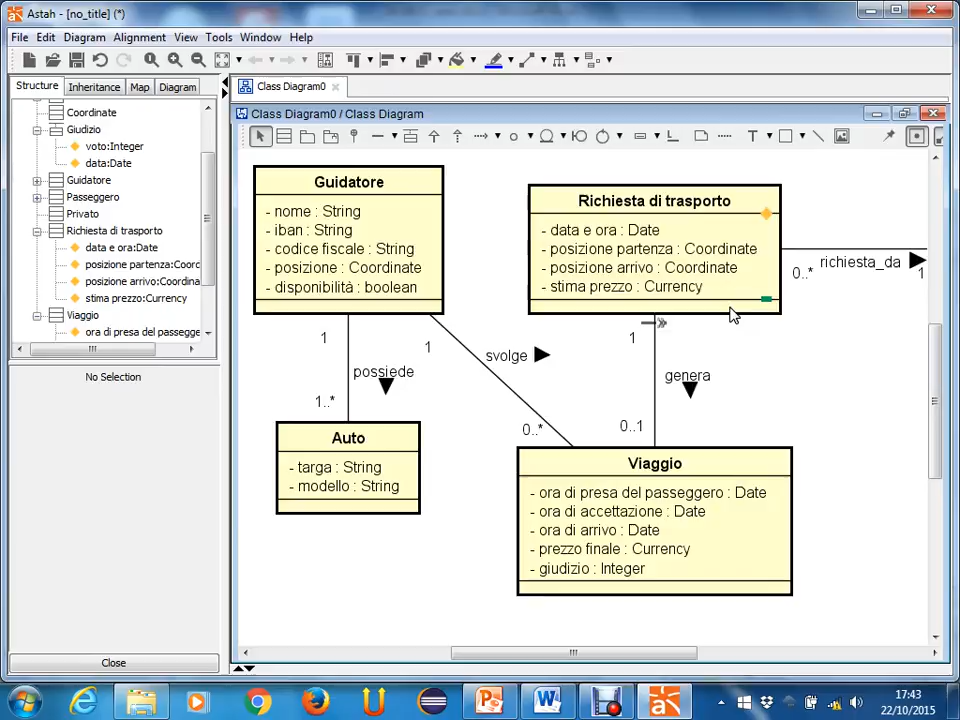 Astah - [no_title] (*)
File Edit Diagram Alignment View Tools Window Help
Structure Inheritance Map Diagram
Class Diagram0
Class Diagram0 / Class Diagram
Coordinate
Giudizio
voto:Integer
data:Date
Guidatore
Passeggero
Privato
Richiesta di trasporto
data e ora:Date
posizione partenza:Coord
posizione arrivo:Coordina
stima prezzo:Currency
Viaggio
ora di presa del passegge
No Selection
Close
Guidatore
- nome : String
- iban : String
- codice fiscale : String
- posizione : Coordinate
- disponibilità : boolean
Richiesta di trasporto
- data e ora : Date
- posizione partenza : Coordinate
- posizione arrivo : Coordinate
- stima prezzo : Currency
richiesta_da
0..*
1
1
possiede
1..*
1
svolge
0..*
1
genera
0..1
Auto
- targa : String
- modello : String
Viaggio
- ora di presa del passeggero : Date
- ora di accettazione : Date
- ora di arrivo : Date
- prezzo finale : Currency
- giudizio : Integer
17:43
22/10/2015